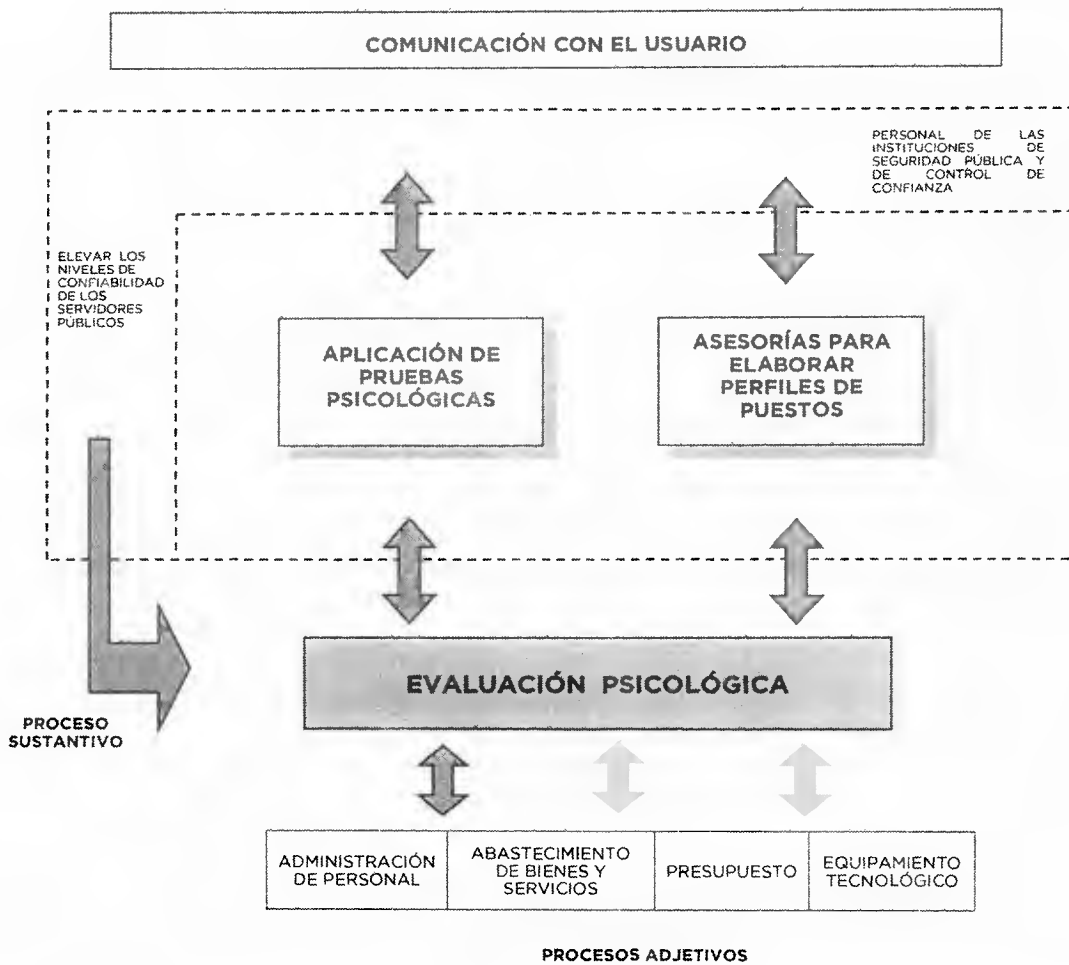 COMUNICACIÓN CON EL USUARIO
PERSONAL DE LAS
INSTITUCIONES DE
SEGURIDAD PÚBLICA Y
DE CONTROL DE
CONFIANZA
ELEVAR LOS
NIVELES DE
CONFIABILIDAD
DE LOS
SERVIDORES
PÚBLICOS
APLICACIÓN DE
PRUEBAS
PSICOLÓGICAS
ASESORÍAS PARA
ELABORAR
PERFILES DE
PUESTOS
EVALUACIÓN PSICOLÓGICA
PROCESO
SUSTANTIVO
ADMINISTRACIÓN
DE PERSONAL
ABASTECIMIENTO
DE BIENES Y
SERVICIOS
PRESUPUESTO
EQUIPAMIENTO
TECNOLÓGICO
PROCESOS ADJETIVOS